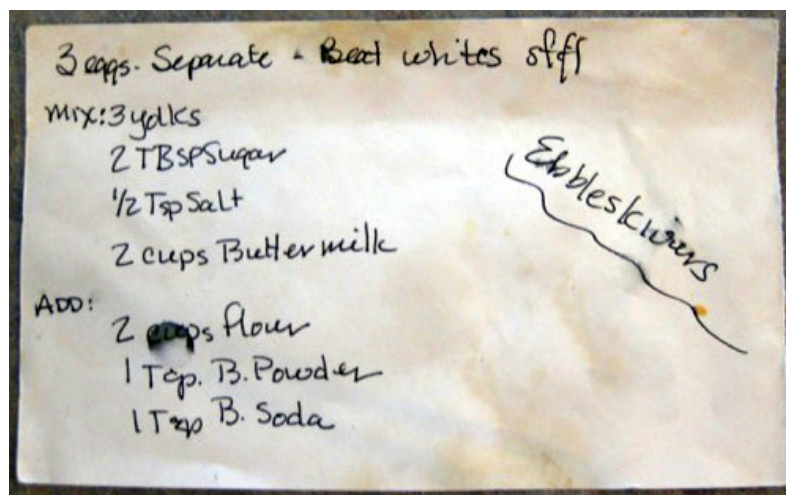 3 eggs. Separate - Beat whites stff
Mix: 3 yolks
2 TBSP Sugar
1/2 Tsp Salt
2 cups Buttermilk
Ebbleskivers
ADD:
2 cups flour
1 Tsp. B. Powder
1 Tsp B. Soda